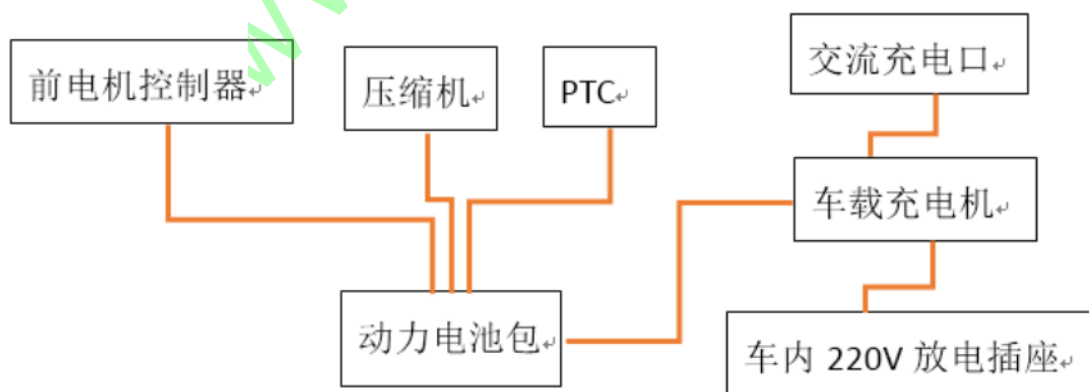 前电机控制器
压缩机
PTC
交流充电口
车载充电机
动力电池包
车内 220V 放电插座